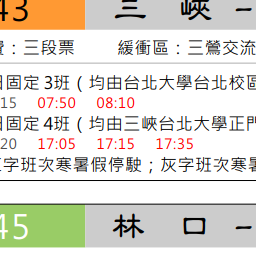 43 三 峽 -
費：三段票 緩衝區：三鶯交流
日固定 3班（均由台北大學台北校區
15 07:50 08:10
日固定 4班（均由三峽台北大學正門
20 17:05 17:15 17:35
紅字班次寒暑假停駛；灰字班次寒暑
45 林 口 -